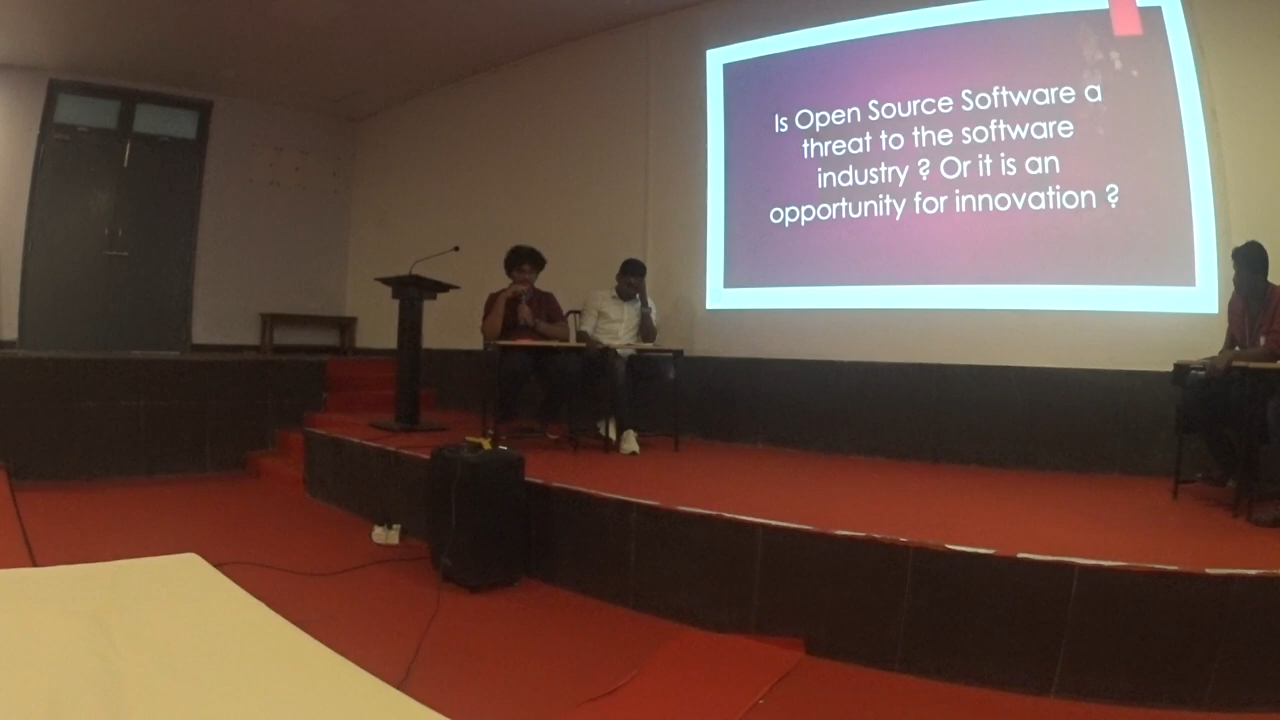 Is Open Source Software a
threat to the software
industry ? Or it is an
opportunity for innovation ?